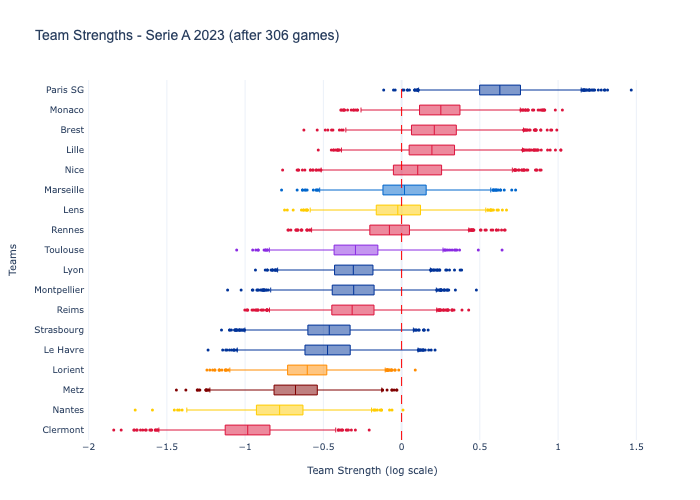 Team Strengths - Serie A 2023 (after 306 games)
Paris SG
Monaco
Brest
Lille
Nice
Marseille
Lens
Rennes
Toulouse
Lyon
Montpellier
Reims
Strasbourg
Le Havre
Lorient
Metz
Nantes
Clermont
Teams
−2 −1.5 −1 −0.5 0 0.5 1 1.5
Team Strength (log scale)